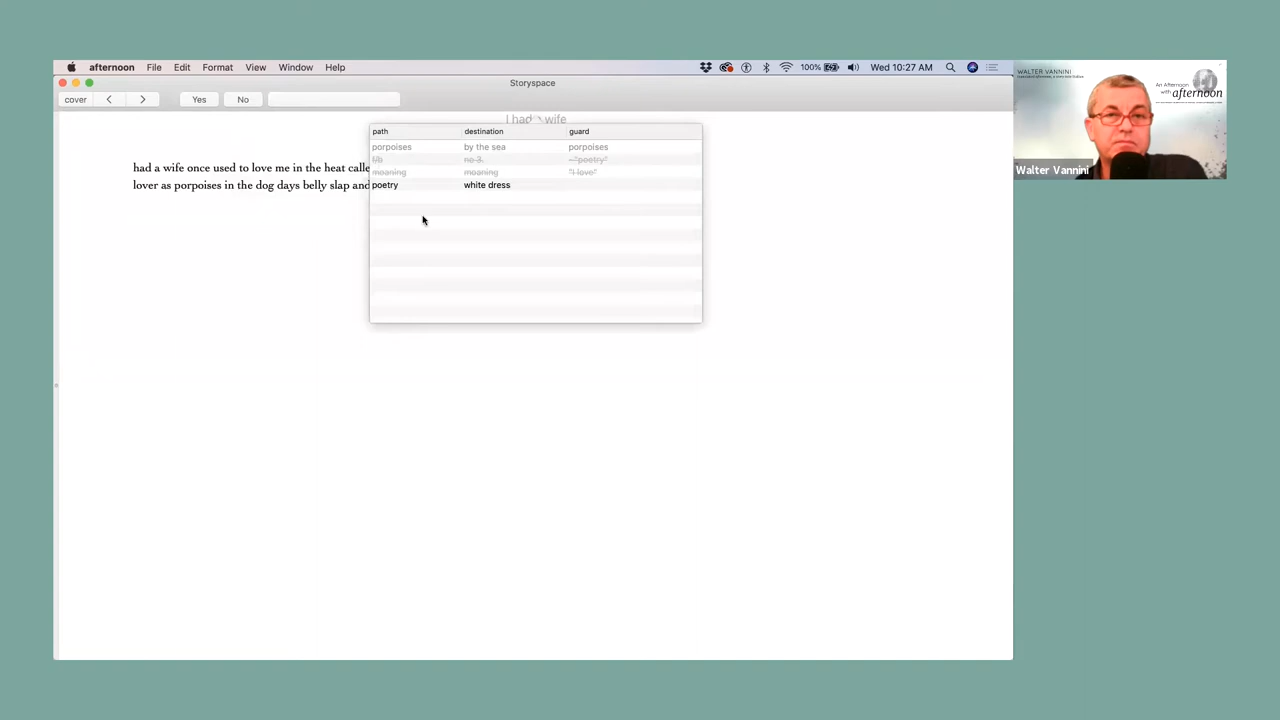 afternoon File Edit Format View Window Help 100% Wed 10:27 AM
Storyspace
cover Yes No
I had a wife
path destination guard
porpoises by the sea porpoises
f/b no 3. ~"poetry"
moaning moaning "I love"
poetry white dress
had a wife once used to love me in the heat calle
lover as porpoises in the dog days belly slap and
WALTER VANNINI
An Afternoon
with afternoon
Walter Vannini